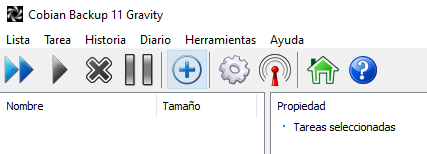 Cobian Backup 11 Gravity
Lista Tarea Historia Diario Herramientas Ayuda
Nombre Tamaño Propiedad
Tareas seleccionadas